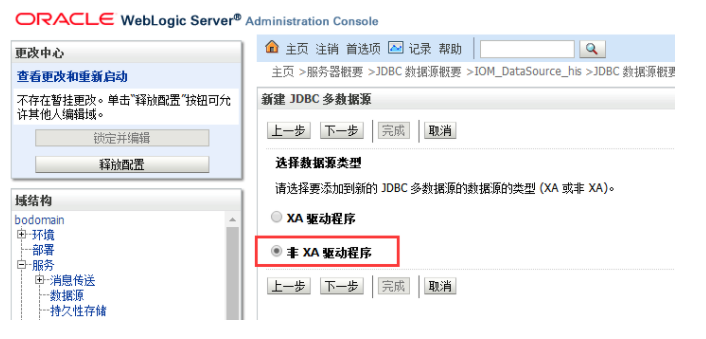 ORACLE WebLogic Server® Administration Console
更改中心
查看更改和重新启动
不存在暂挂更改。单击"释放配置"按钮可允
许其他人编辑域。
锁定并编辑
释放配置
域结构
bodomain
环境
部署
服务
消息传送
数据源
持久性存储
主页 注销 首选项 记录 帮助
主页 >服务器概要 >JDBC 数据源概要 >IOM_DataSource_his >JDBC 数据源概要
新建 JDBC 多数据源
上一步 下一步 完成 取消
选择数据源类型
请选择要添加到新的 JDBC 多数据源的数据源的类型 (XA 或非 XA)。
XA 驱动程序
非 XA 驱动程序
上一步 下一步 完成 取消